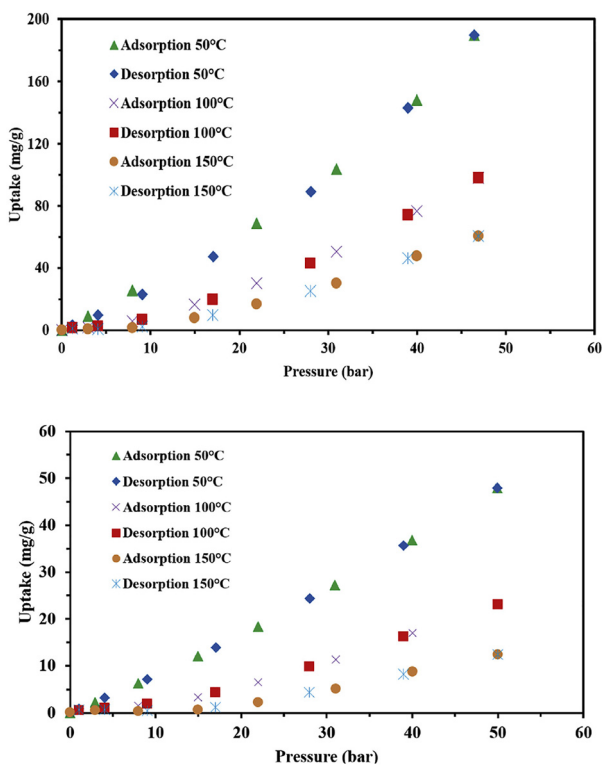 200
160
120
80
40
0
Uptake (mg/g)
Adsorption 50°C
Desorption 50°C
Adsorption 100°C
Desorption 100°C
Adsorption 150°C
Desorption 150°C
0 10 20 30 40 50 60
Pressure (bar)
60
50
40
30
20
10
0
Uptake (mg/g)
Adsorption 50°C
Desorption 50°C
Adsorption 100°C
Desorption 100°C
Adsorption 150°C
Desorption 150°C
0 10 20 30 40 50 60
Pressure (bar)